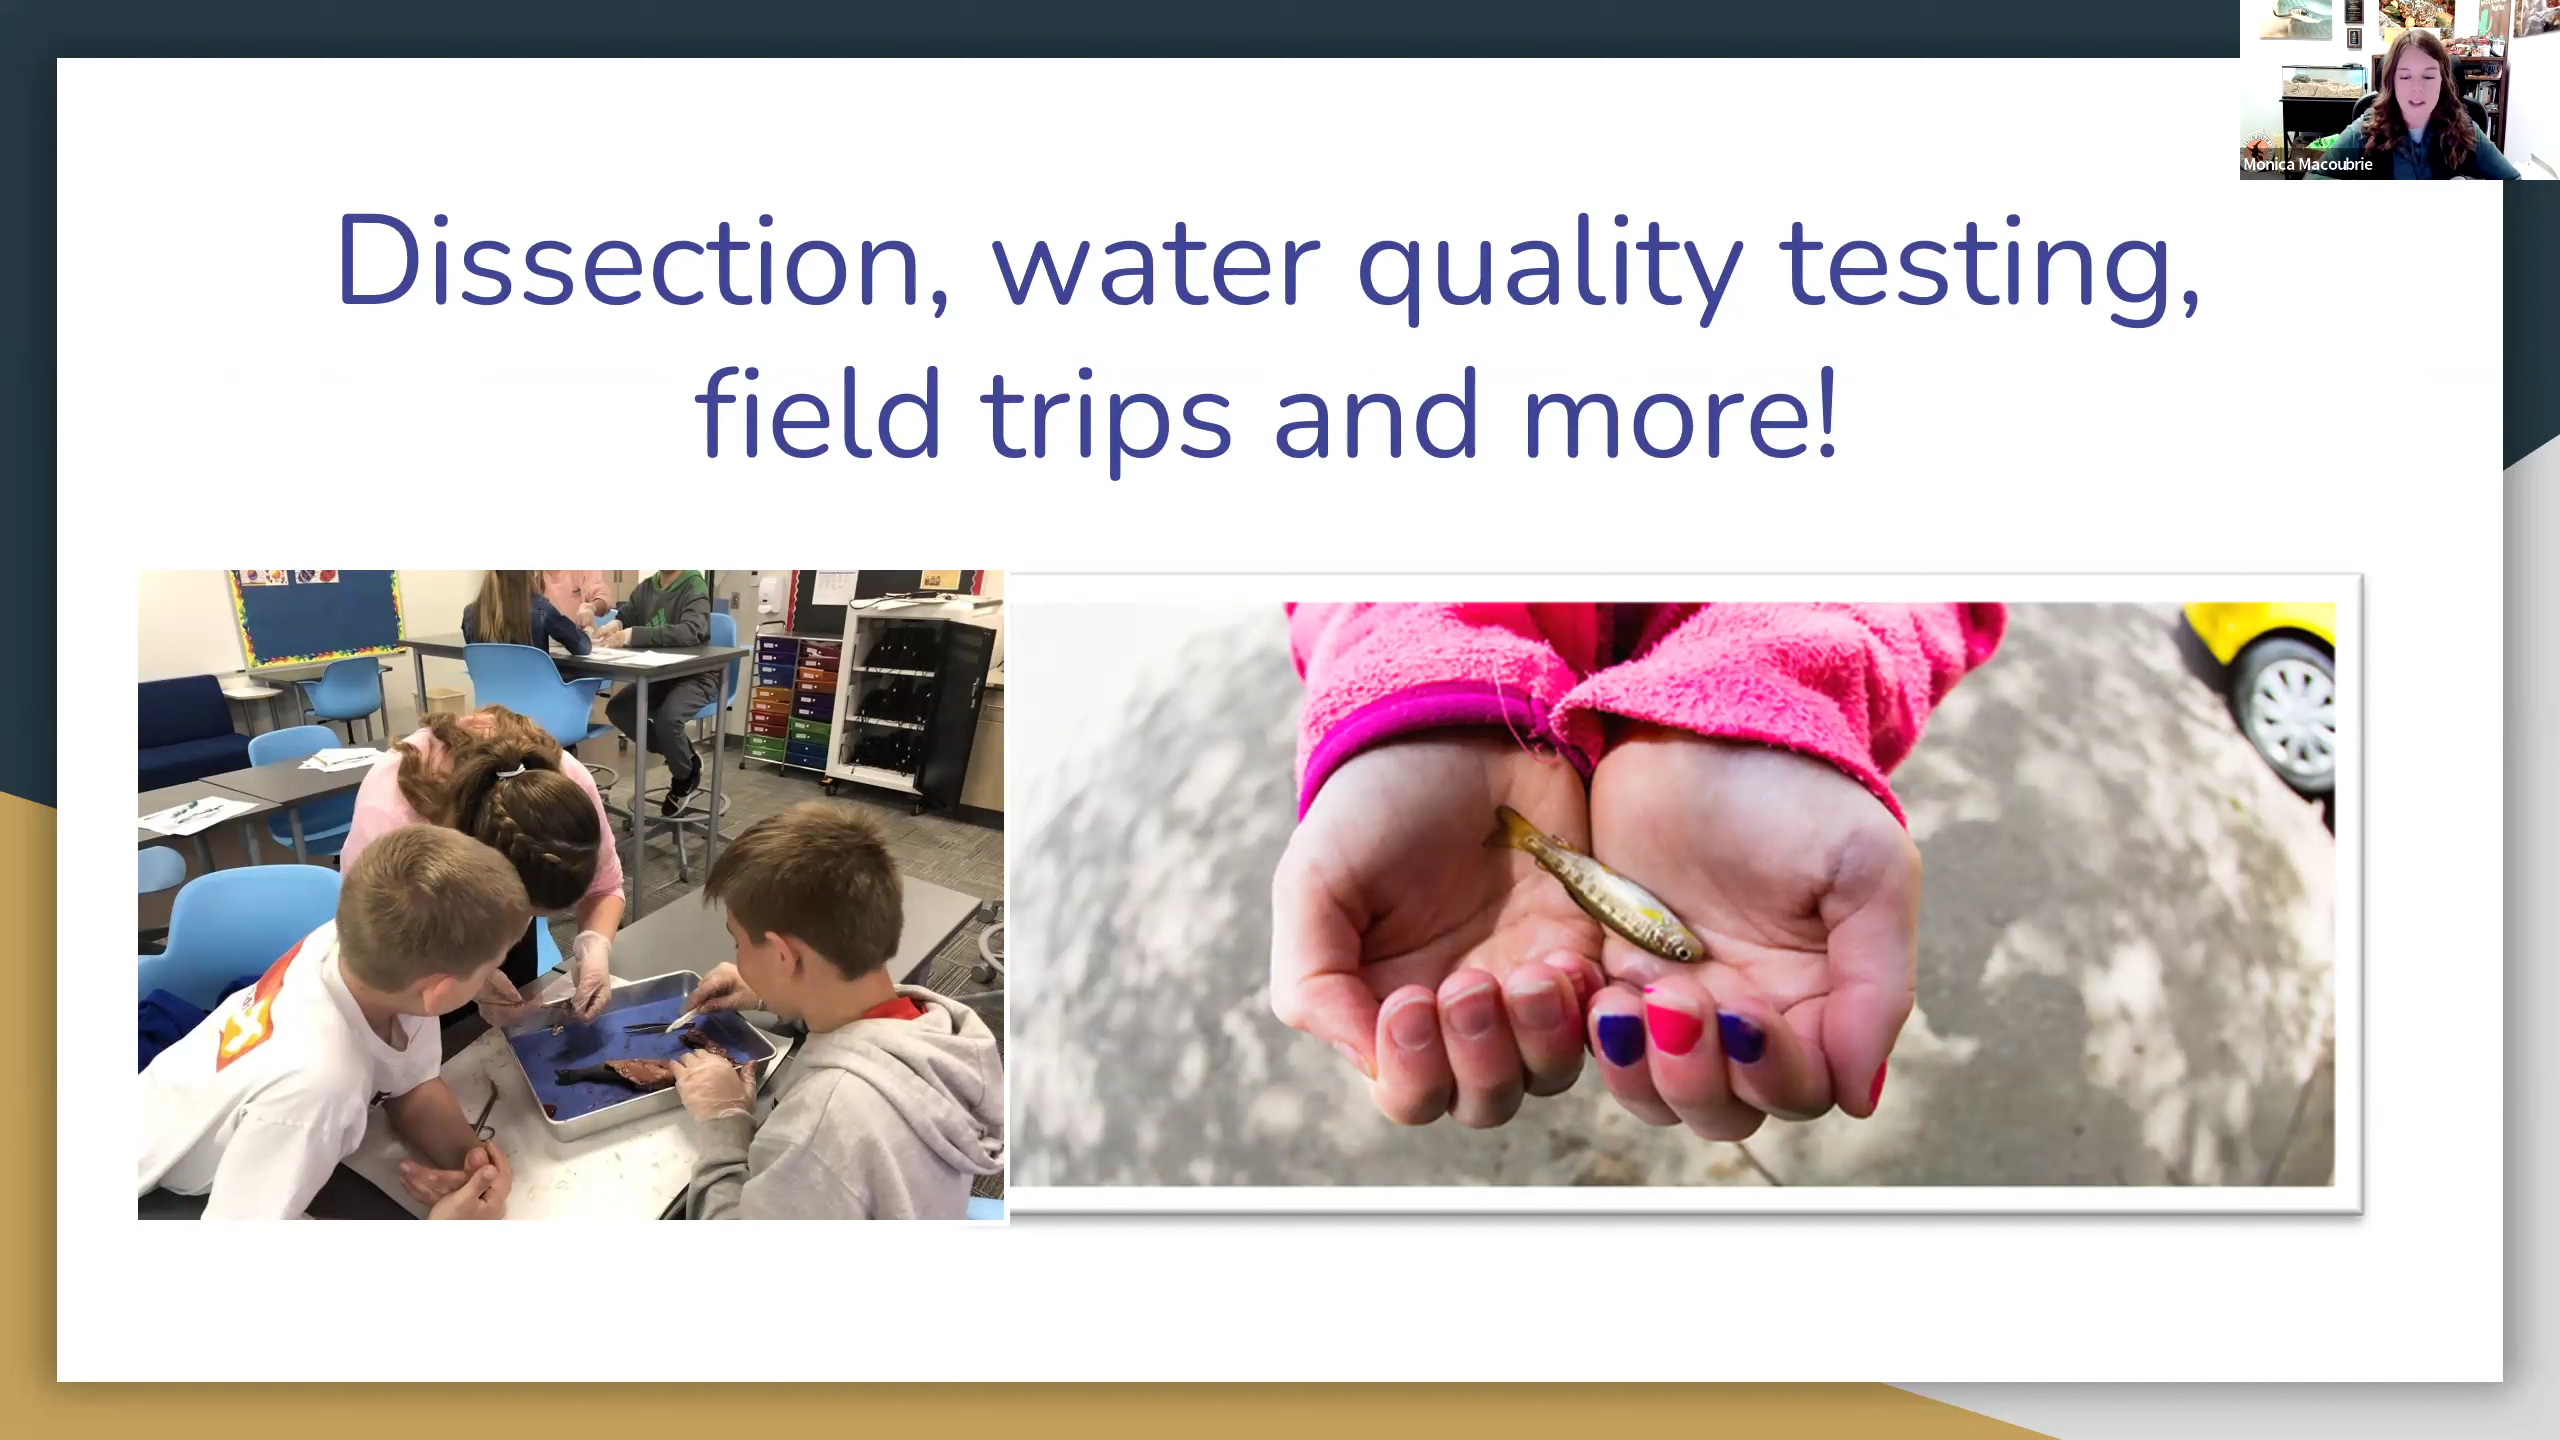 Dissection, water quality testing,
field trips and more!
Monica Macoubrie